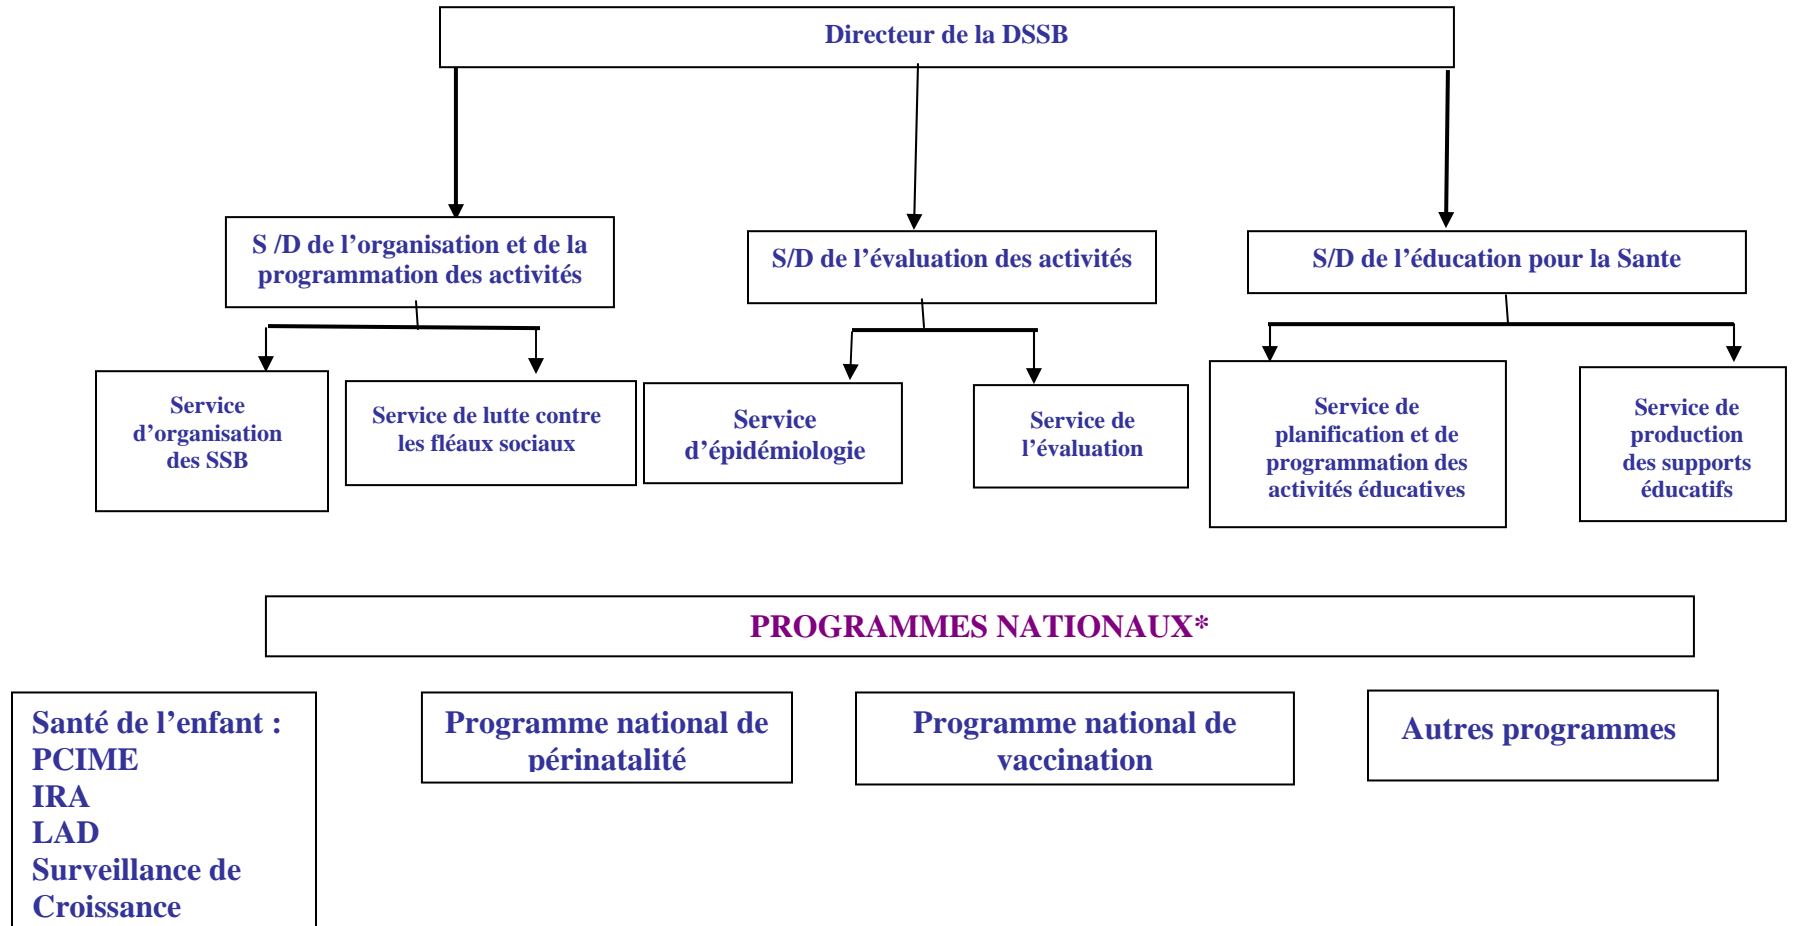 Directeur de la DSSB
S /D de l’organisation et de la
programmation des activités
S/D de l’évaluation des activités
S/D de l’éducation pour la Sante
Service
d’organisation
des SSB
Service de lutte contre
les fléaux sociaux
Service
d’épidémiologie
Service de
l’évaluation
Service de
planification et de
programmation des
activités éducatives
Service de
production
des supports
éducatifs
PROGRAMMES NATIONAUX*
Santé de l’enfant :
PCIME
IRA
LAD
Surveillance de
Croissance
Programme national de
périnatalité
Programme national de
vaccination
Autres programmes